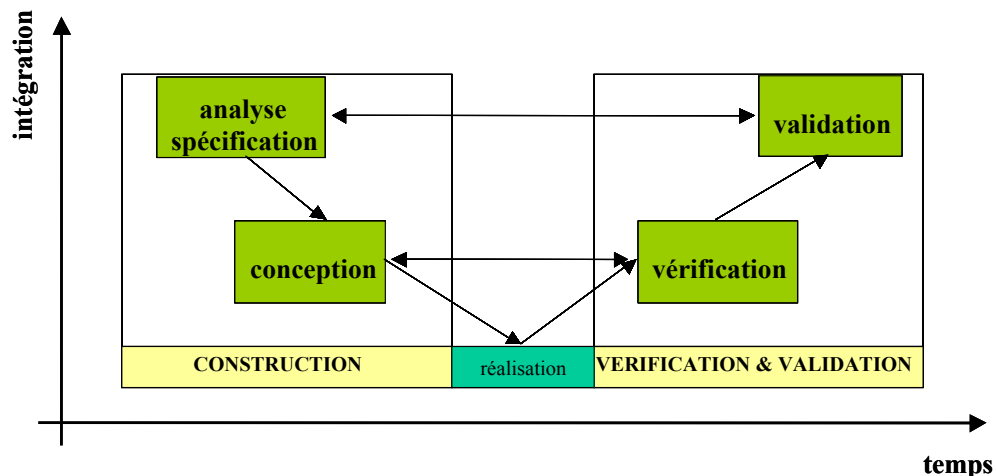 intégration
analyse
spécification
validation
conception
vérification
CONSTRUCTION
réalisation
VERIFICATION & VALIDATION
temps